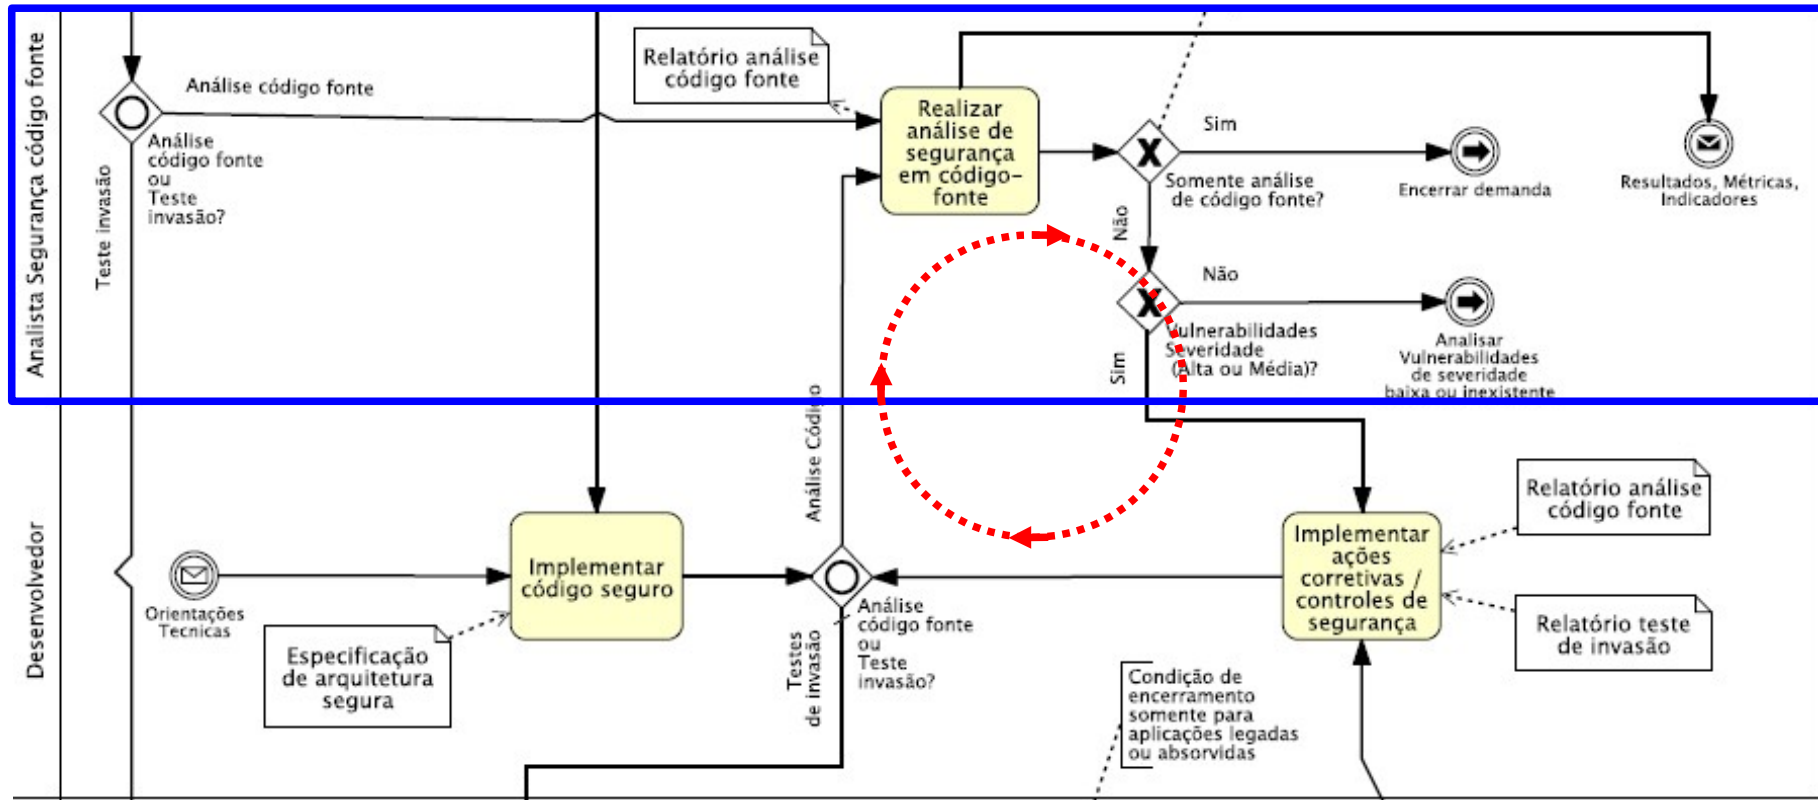 Analista Segurança código fonte
Análise código fonte
Análise
código fonte
ou
Teste
invasão?
Teste invasão
Relatório análise
código fonte
Realizar
análise de
segurança
em código-
fonte
Sim
Somente análise
de código fonte?
Encerrar demanda
Resultados, Métricas,
Indicadores
Não
Não
Vulnerabilidades
Severidade
(Alta ou Média)?
Sim
Analisar
Vulnerabilidades
de severidade
baixa ou inexistente
Desenvolvedor
Orientações
Tecnicas
Implementar
código seguro
Especificação
de arquitetura
segura
Análise Código
Análise
código fonte
ou
Teste
invasão?
Testes
de invasão
Implementar
ações
corretivas /
controles de
segurança
Relatório análise
código fonte
Relatório teste
de invasão
Condição de
encerramento
somente para
aplicações legadas
ou absorvidas